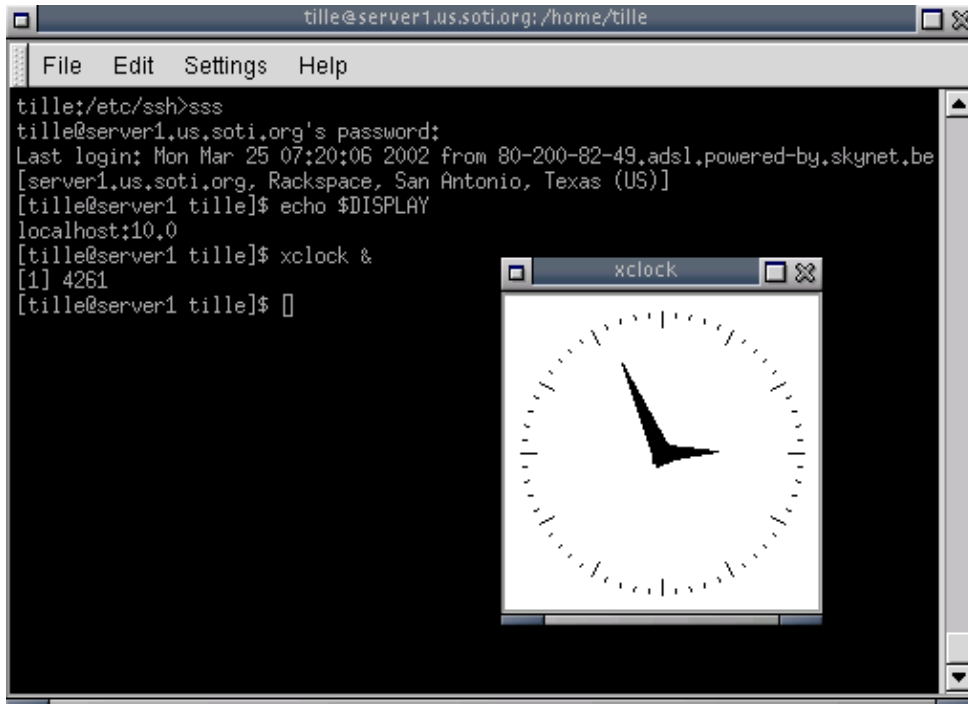 tille@server1.us.soti.org: /home/tille
File Edit Settings Help
tille:/etc/ssh>sss
tille@server1.us.soti.org's password:
Last login: Mon Mar 25 07:20:06 2002 from 80-200-82-49.adsl.powered-by.skynet.be
[server1.us.soti.org, Rackspace, San Antonio, Texas (US)]
[tille@server1 tille]$ echo $DISPLAY
localhost:10.0
[tille@server1 tille]$ xclock &
[1] 4261
[tille@server1 tille]$
xclock